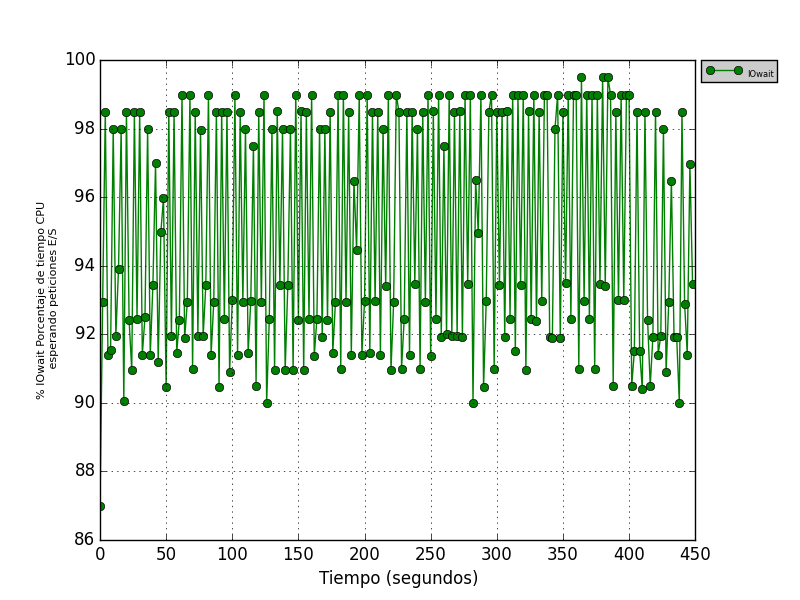 100
98
96
94
92
90
88
86
% IOwait Porcentaje de tiempo CPU
esperando peticiones E/S
0 50 100 150 200 250 300 350 400 450
Tiempo (segundos)
IOwait